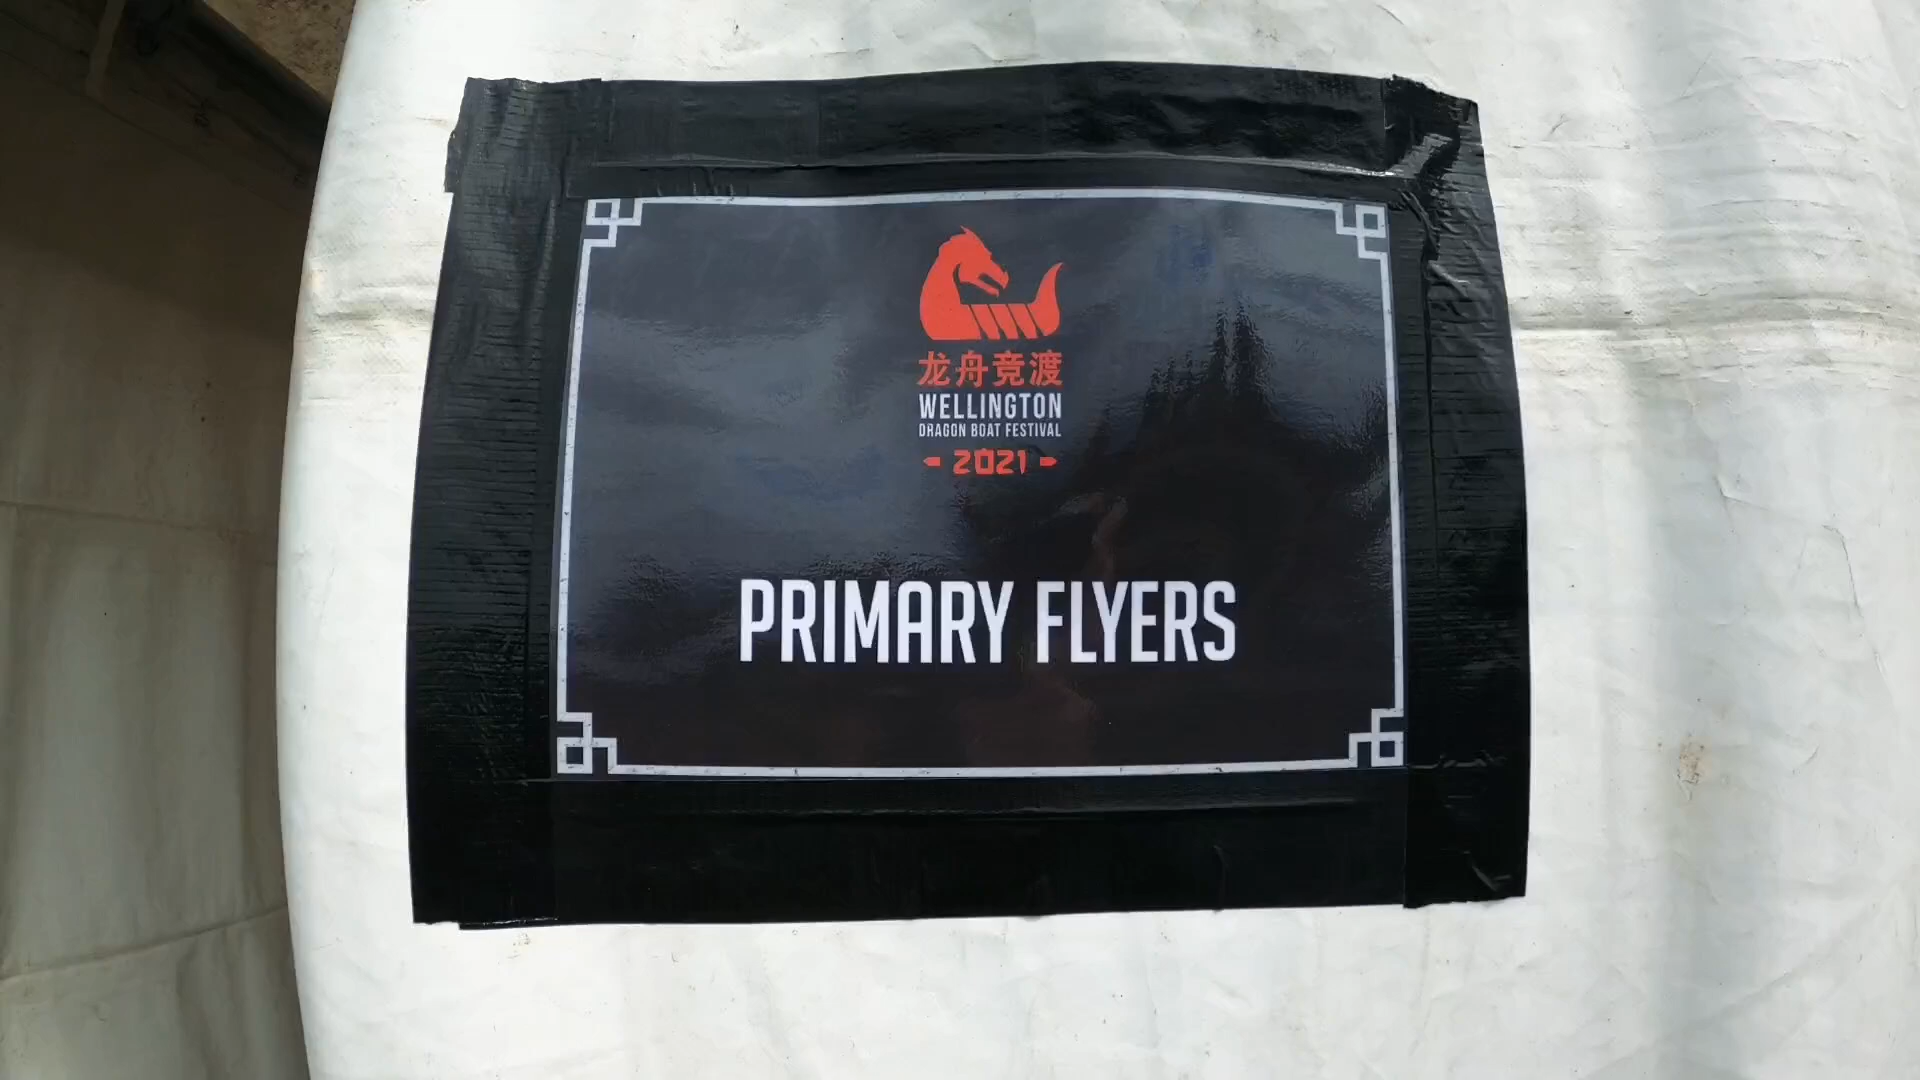 龙舟竞渡
WELLINGTON
DRAGON BOAT FESTIVAL
2021
PRIMARY FLYERS